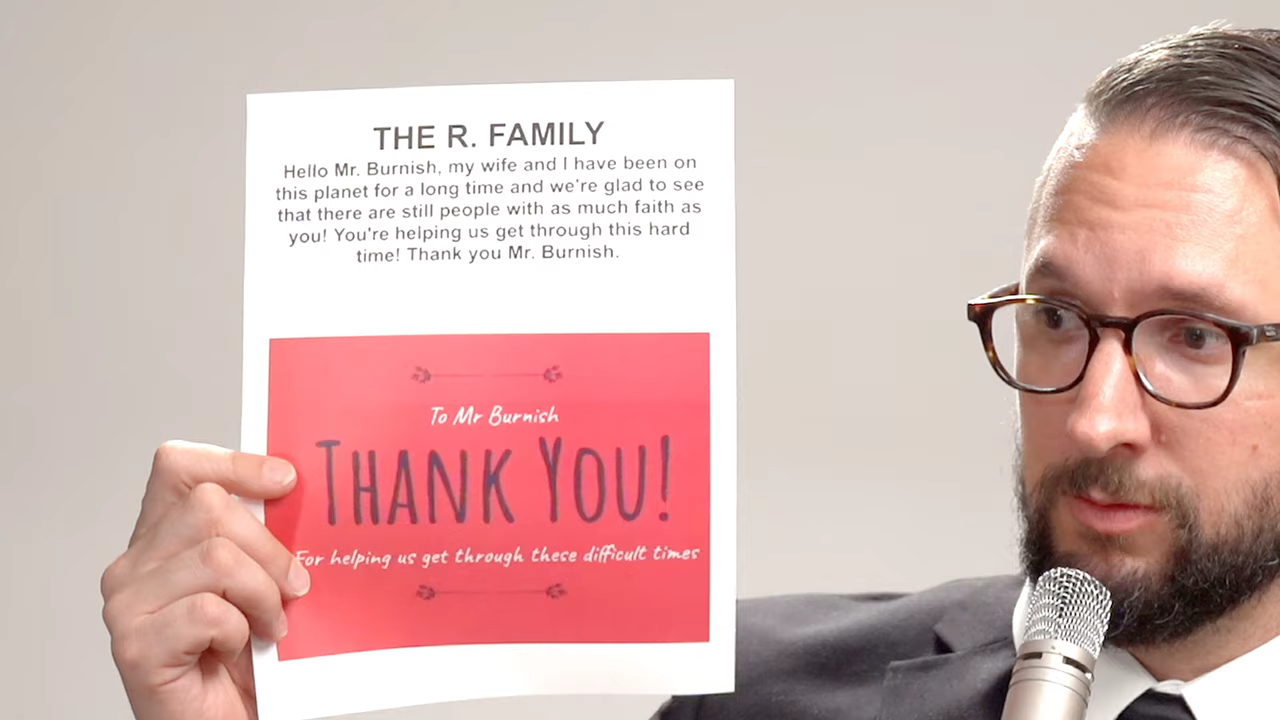 THE R. FAMILY
Hello Mr. Burnish, my wife and I have been on
this planet for a long time and we're glad to see
that there are still people with as much faith as
you! You're helping us get through this hard
time! Thank you Mr. Burnish.
To Mr Burnish
THANK YOU!
For helping us get through these difficult times